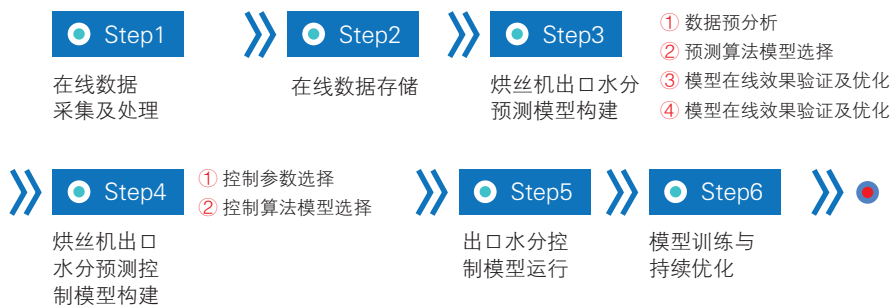 Step1
在线数据
采集及处理
Step2
在线数据存储
Step3
烘丝机出口水分
预测模型构建
① 数据预分析
② 预测算法模型选择
③ 模型在线效果验证及优化
④ 模型在线效果验证及优化
Step4
烘丝机出口
水分预测控
制模型构建
① 控制参数选择
② 控制算法模型选择
Step5
出口水分控
制模型运行
Step6
模型训练与
持续优化